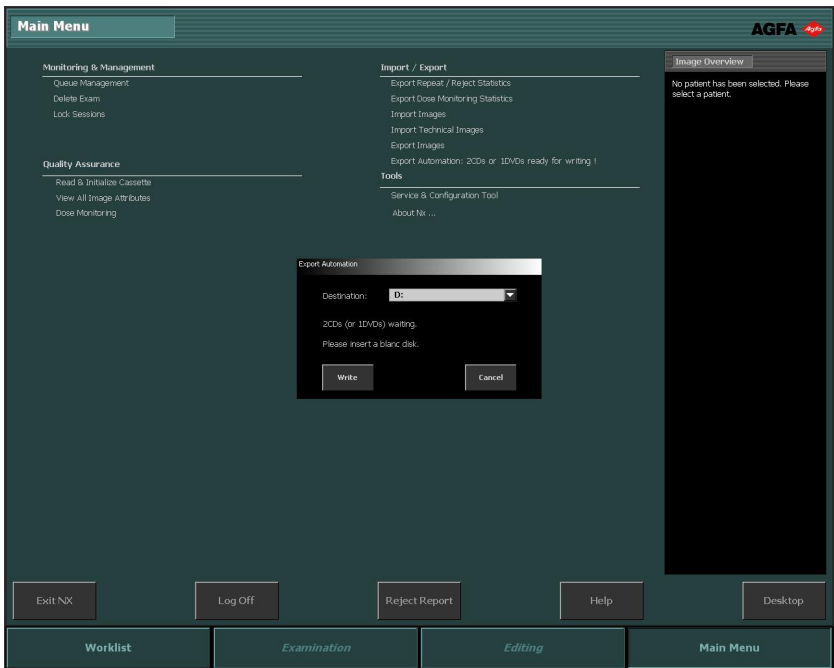 Main Menu
AGFA
Agfa
Monitoring & Management
Queue Management
Delete Exam
Lock Sessions
Quality Assurance
Read & Initialize Cassette
View All Image Attributes
Dose Monitoring
Import / Export
Export Repeat / Reject Statistics
Export Dose Monitoring Statistics
Import Images
Import Technical Images
Export Images
Export Automation: 2CDs or 1DVDs ready for writing !
Tools
Service & Configuration Tool
About Nx ...
Image Overview
No patient has been selected. Please
select a patient.
Export Automation
Destination: D:
2CDs (or 1DVDs) waiting.
Please insert a blanc disk.
Write Cancel
Exit NX Log Off Reject Report Help Desktop
Worklist Examination Editing Main Menu